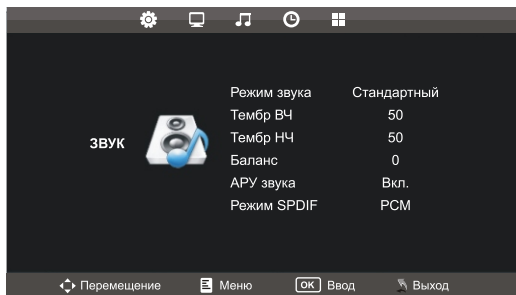 Режим звука Стандартный
Тембр ВЧ 50
Тембр НЧ 50
ЗВУК
Баланс 0
АРУ звука Вкл.
Режим SPDIF PCM
Перемещение Меню OK Ввод Выход